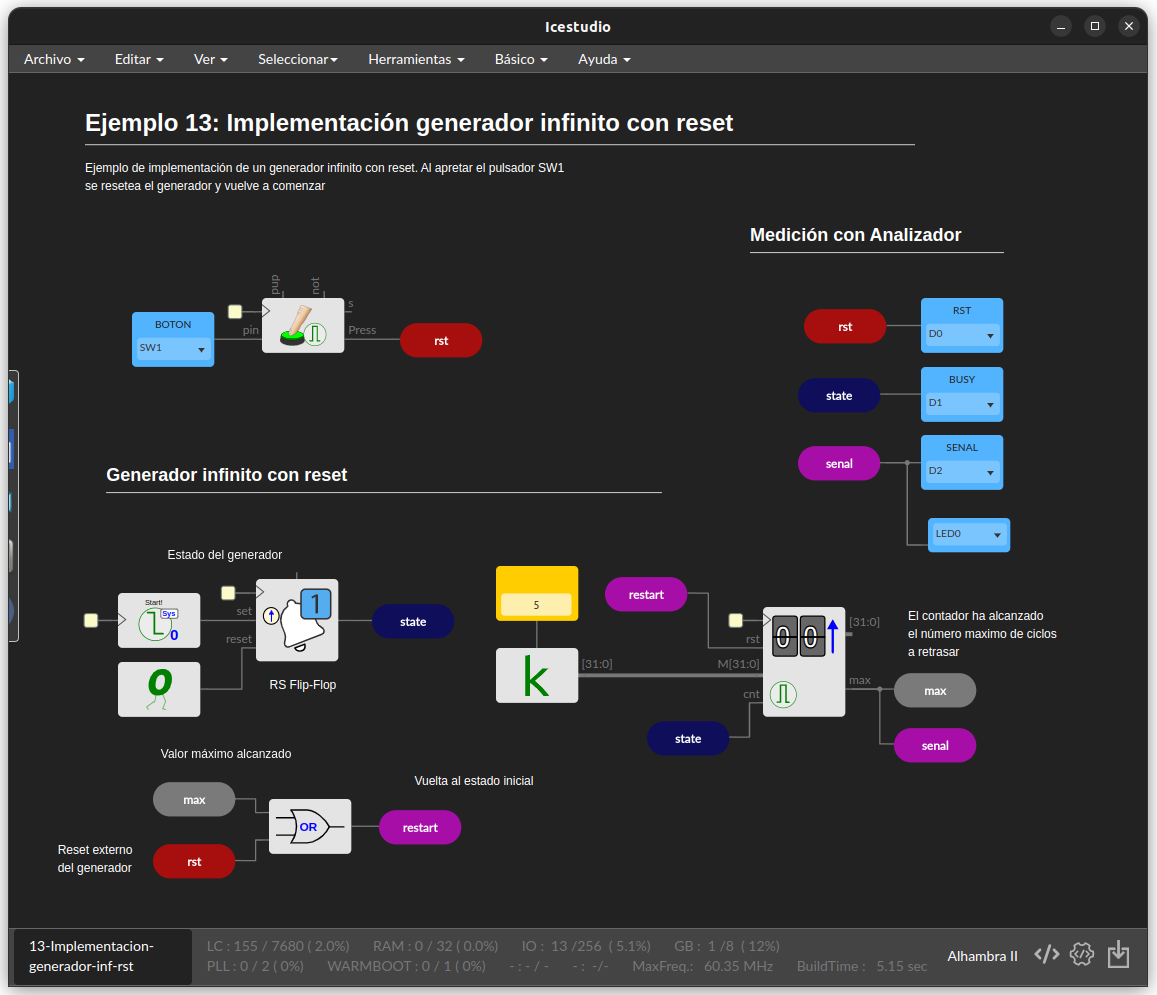 Icestudio
Archivo Editar Ver Seleccionar Herramientas Básico Ayuda
Ejemplo 13: Implementación generador infinito con reset
Ejemplo de implementación de un generador infinito con reset. Al apretar el pulsador SW1
se resetea el generador y vuelve a comenzar
Medición con Analizador
pup not
s
BOTON
SW1
pin
Press
rst
rst
RST
D0
state
BUSY
D1
senal
SENAL
D2
LED0
Generador infinito con reset
Estado del generador
Start!
Sys
0
set
reset
1
state
o
RS Flip-Flop
5
k
[31:0]
restart
rst
M[31:0]
cnt
00
[31:0]
max
state
El contador ha alcanzado
el número maximo de ciclos
a retrasar
max
senal
Valor máximo alcanzado
max
Vuelta al estado inicial
OR
restart
Reset externo
del generador
rst
13-Implementacion-
generador-inf-rst
LC : 155 / 7680 ( 2.0%) RAM : 0 / 32 ( 0.0%) IO : 13 /256 ( 5.1%) GB : 1 /8 ( 12%)
PLL : 0 / 2 ( 0%) WARMBOOT : 0 / 1 ( 0%) - : - / - - : -/- MaxFreq.: 60.35 MHz BuildTime : 5.15 sec
Alhambra II